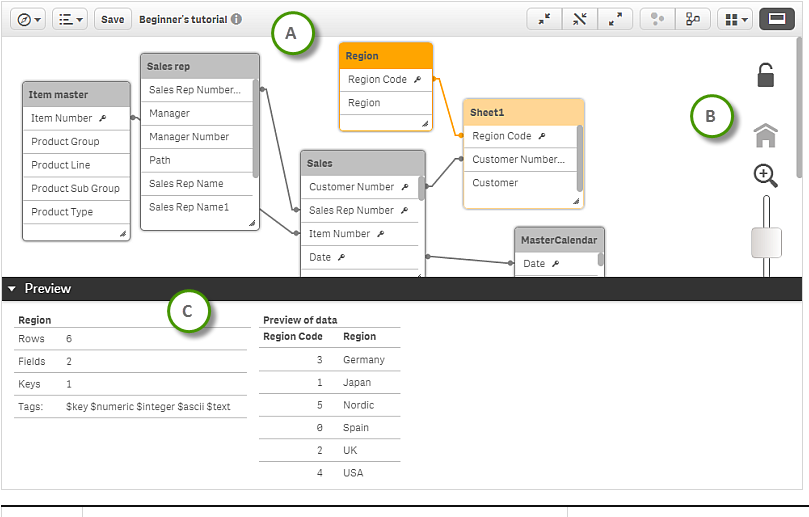 Save Beginner's tutorial
A
Item master
Item Number
Product Group
Product Line
Product Sub Group
Product Type
Sales rep
Sales Rep Number...
Manager
Manager Number
Path
Sales Rep Name
Sales Rep Name1
Region
Region Code
Region
Sheet1
Region Code
Customer Number...
Customer
Sales
Customer Number
Sales Rep Number
Item Number
Date
MasterCalendar
Date
B
Preview
C
Region
Rows 6
Fields 2
Keys 1
Tags: $key $numeric $integer $ascii $text
Preview of data
Region Code Region
3 Germany
1 Japan
5 Nordic
0 Spain
2 UK
4 USA